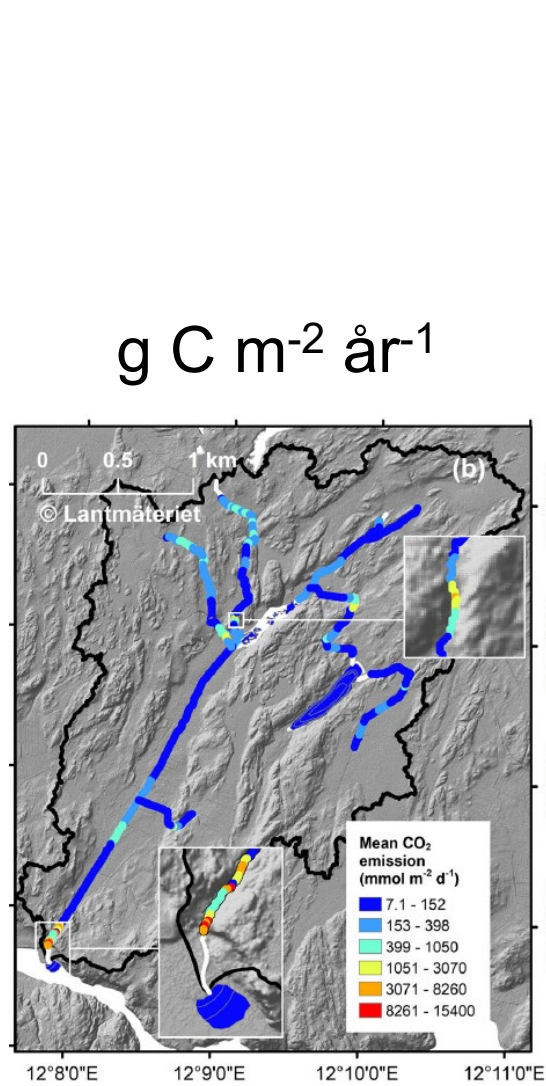 g C m⁻² år⁻¹
0 0.5 1 km
(b)
© Lantmäteriet
Mean CO₂
emission
(mmol m⁻² d⁻¹)
7.1 - 152
153 - 398
399 - 1050
1051 - 3070
3071 - 8260
8261 - 15400
12°8'0"E 12°9'0"E 12°10'0"E 12°11'0"E